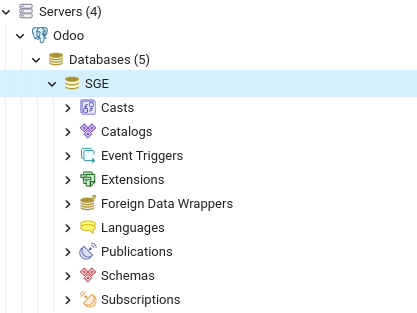 Servers (4)
Odoo
Databases (5)
SGE
Casts
Catalogs
Event Triggers
Extensions
Foreign Data Wrappers
Languages
Publications
Schemas
Subscriptions